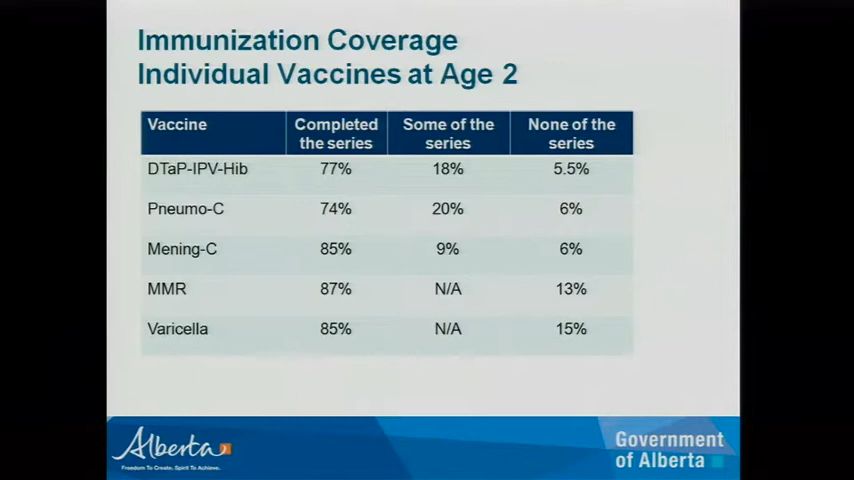 Immunization Coverage
Individual Vaccines at Age 2
Vaccine Completed the series Some of the series None of the series
DTaP-IPV-Hib 77% 18% 5.5%
Pneumo-C 74% 20% 6%
Mening-C 85% 9% 6%
MMR 87% N/A 13%
Varicella 85% N/A 15%
Alberta
Freedom To Create. Spirit To Achieve.
Government
of Alberta